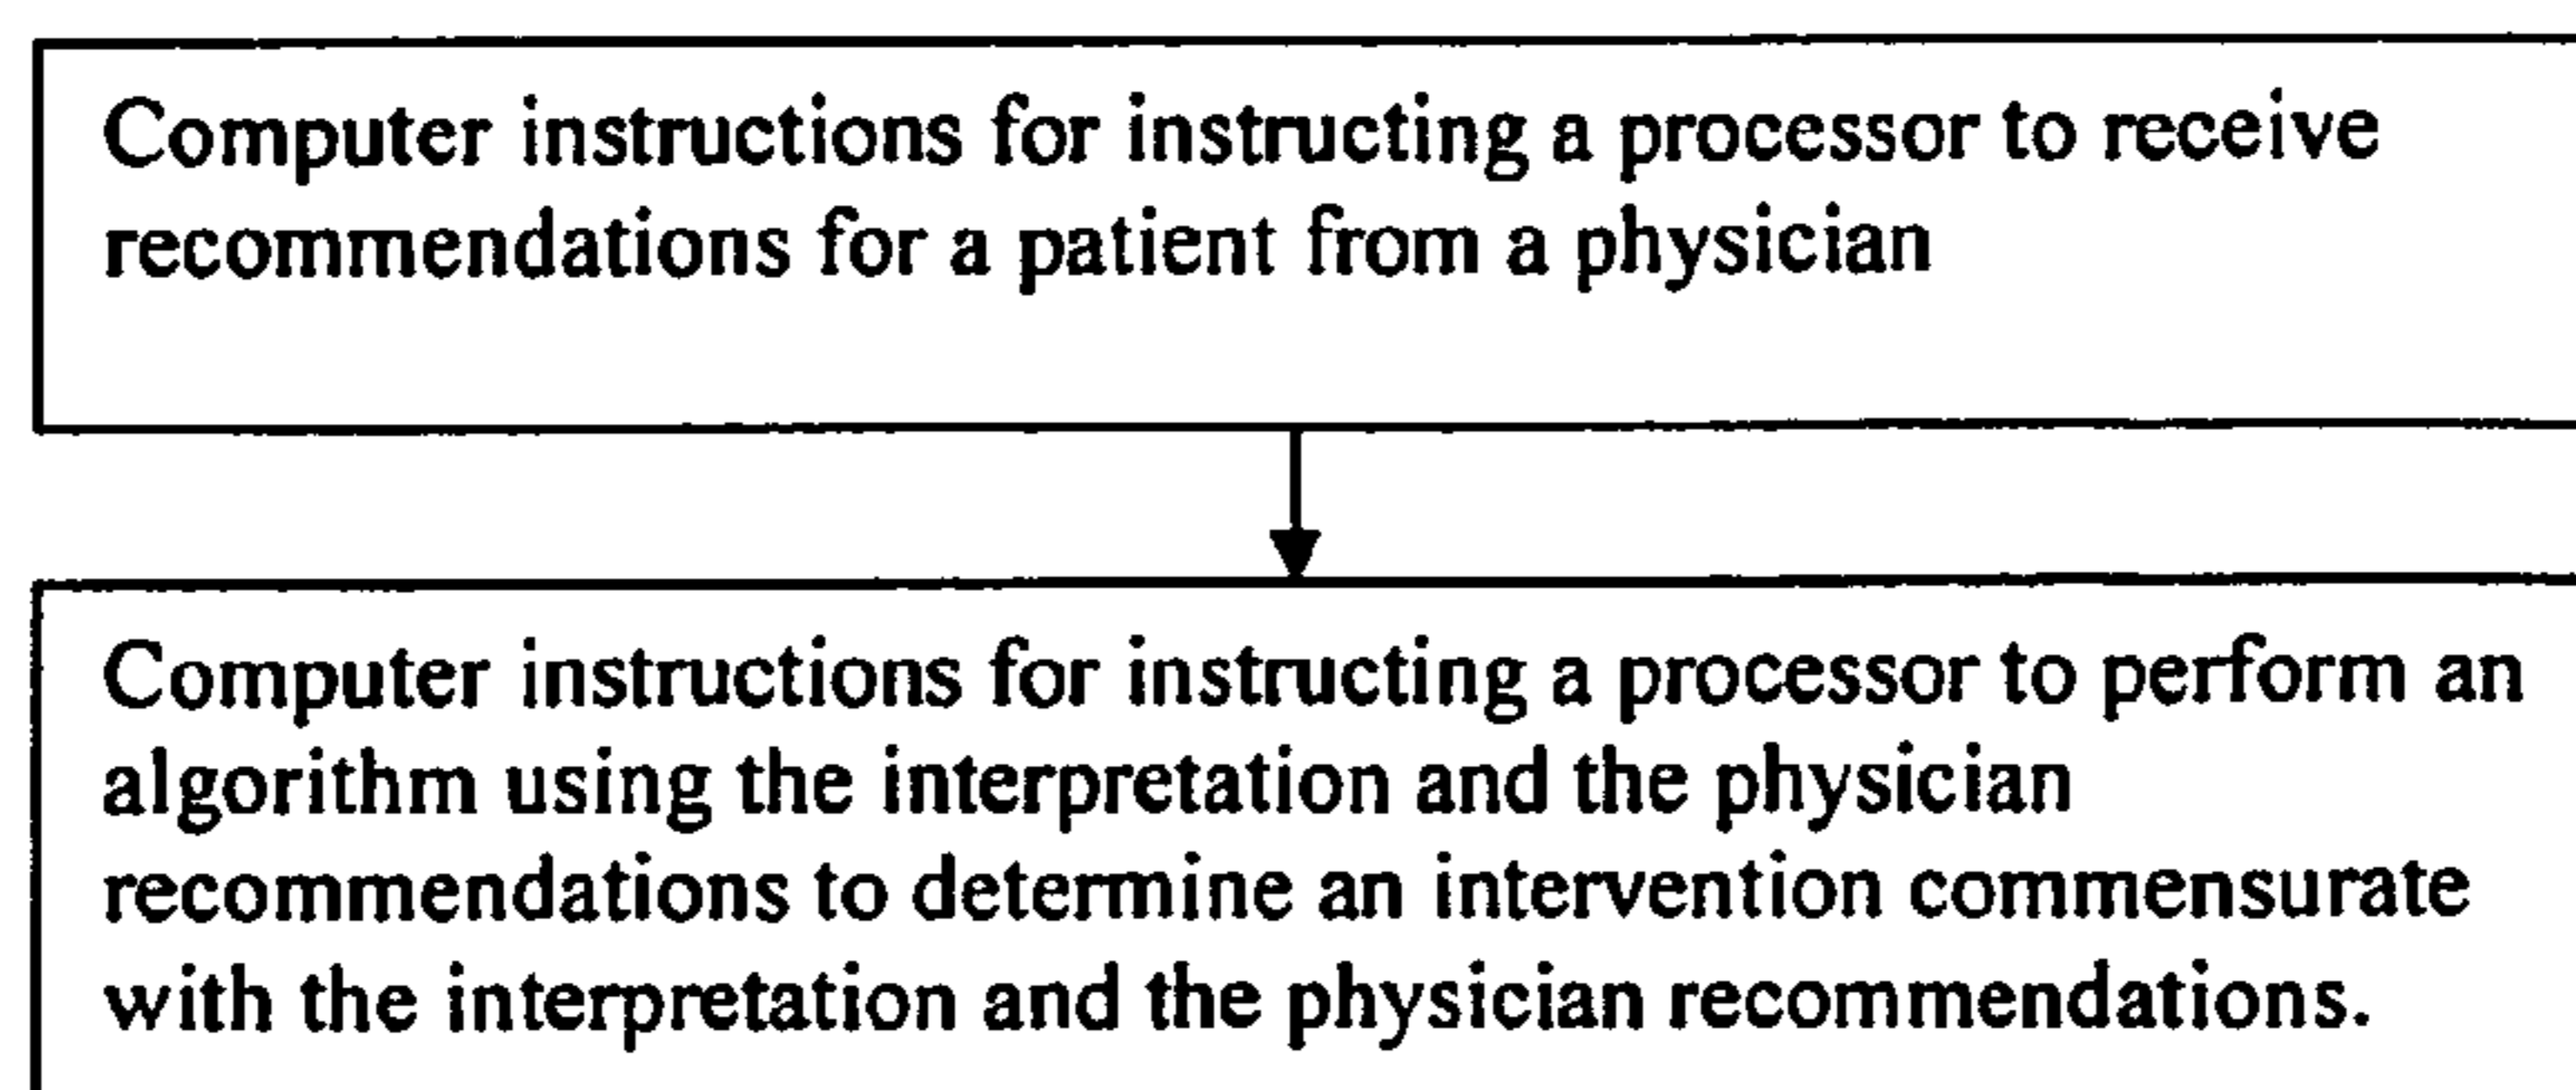 Computer instructions for instructing a processor to receive
recommendations for a patient from a physician
Computer instructions for instructing a processor to perform an
algorithm using the interpretation and the physician
recommendations to determine an intervention commensurate
with the interpretation and the physician recommendations.